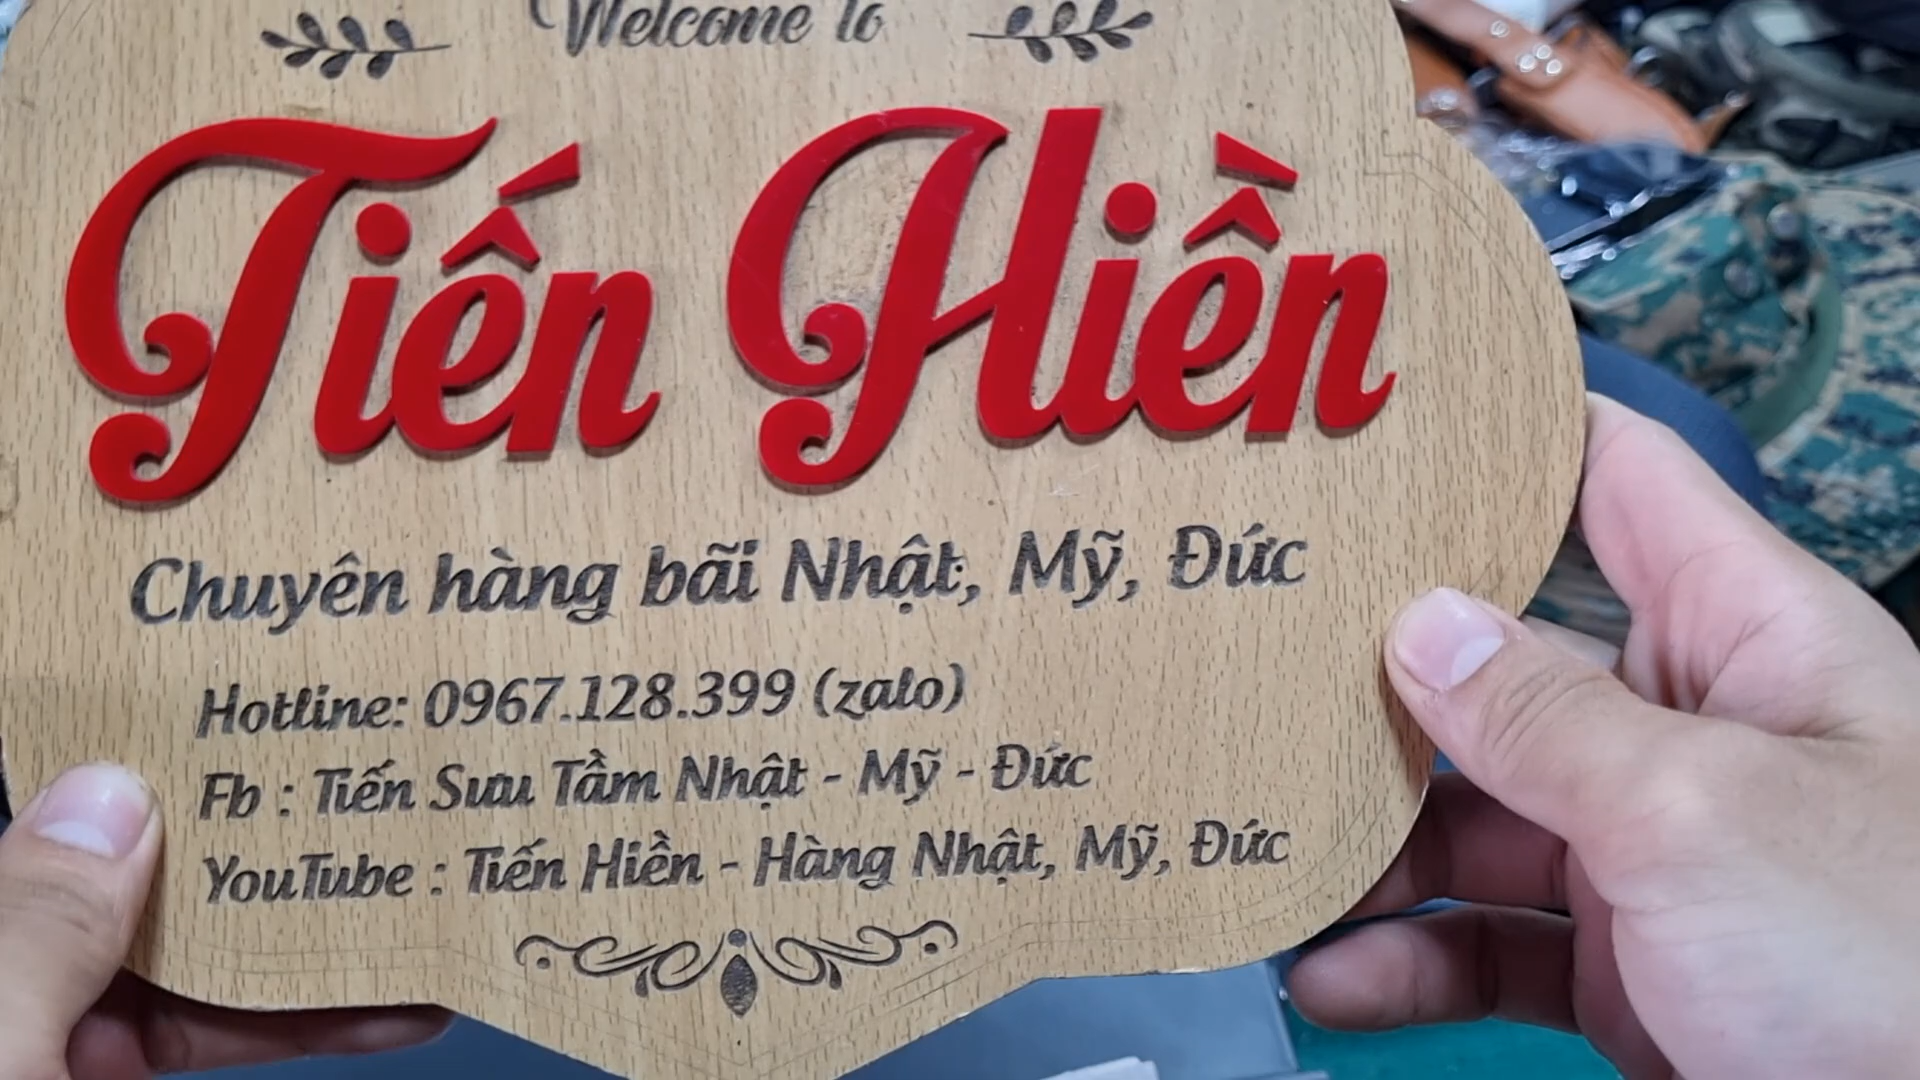 Welcome to
Tiến Hiền
Chuyên hàng bãi Nhật, Mỹ, Đức
Hotline: 0967.128.399 (zalo)
Fb : Tiến Sưu Tầm Nhật - Mỹ - Đức
YouTube : Tiến Hiền - Hàng Nhật, Mỹ, Đức